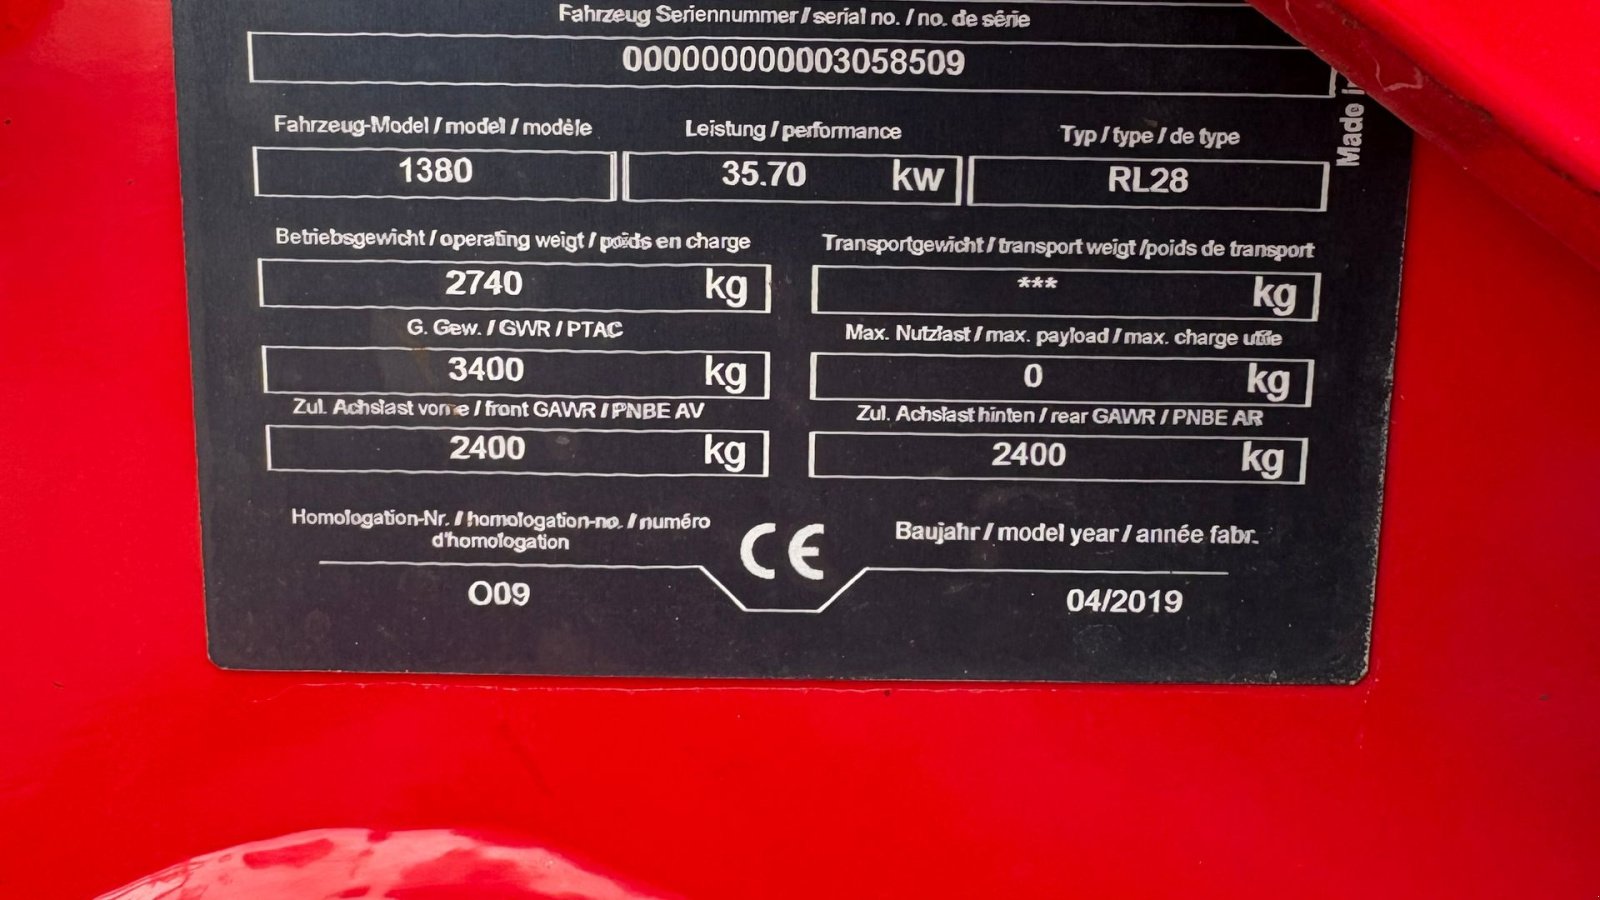 Fahrzeug Seriennummer / serial no. / no. de série
000000000003058509
Made in
Fahrzeug-Model / model / modèle
Leistung / performance
Typ / type / de type
1380
35.70 kw
RL28
Betriebsgewicht / operating weigt / poids en charge
Transportgewicht / transport weigt /poids de transport
2740 kg
*** kg
G. Gew. / GWR / PTAC
Max. Nutzlast / max. payload / max. charge utile
3400 kg
0 kg
Zul. Achslast vorne / front GAWR / PNBE AV
Zul. Achslast hinten / rear GAWR / PNBE AR
2400 kg
2400 kg
Homologation-Nr. / homologation-no. / numéro
d'homologation
CE
Baujahr / model year / année fabr.
O09
04/2019